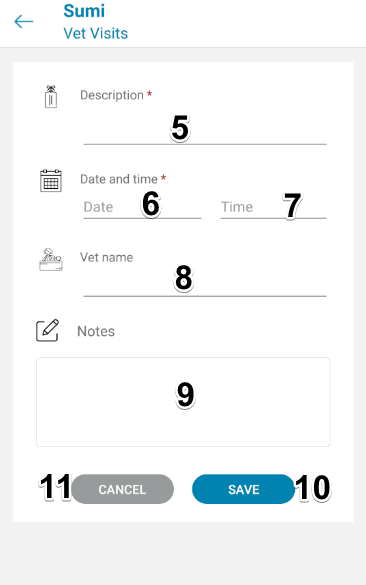 Sumi
Vet Visits
Description *
5
Date and time *
Date 6 Time 7
Vet name
8
Notes
9
11 CANCEL SAVE 10